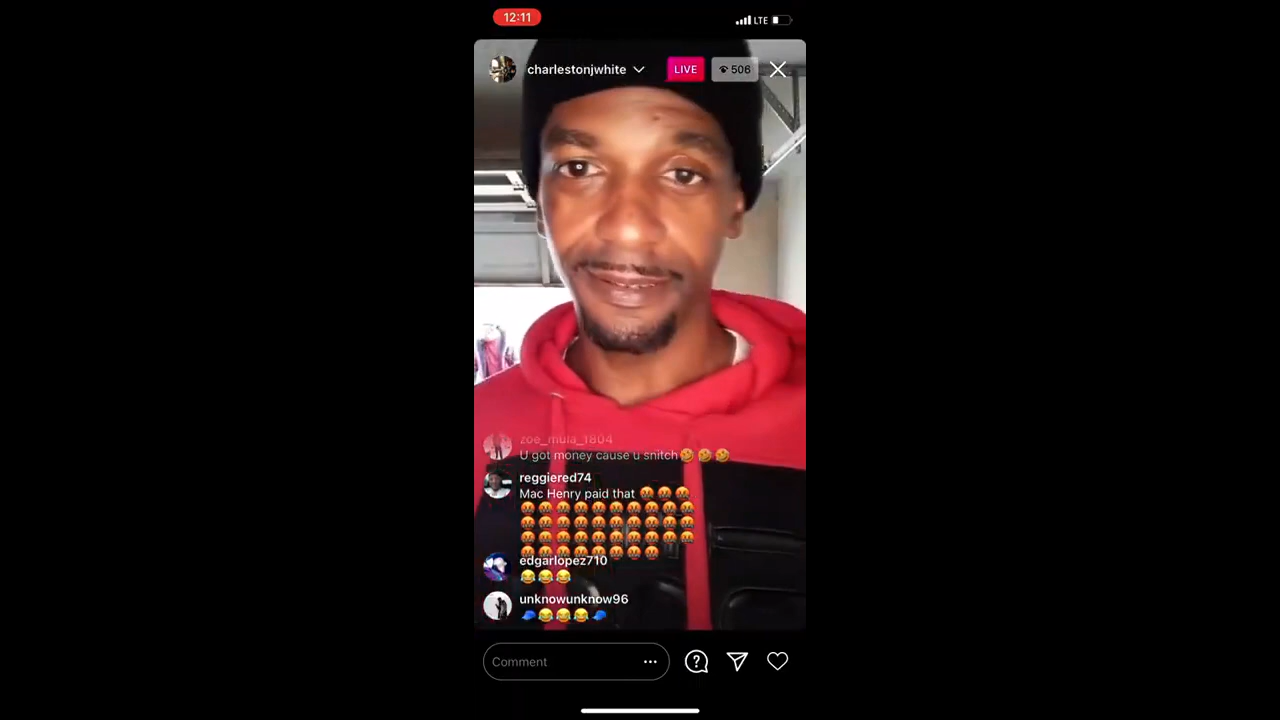 12:11
LTE
charlestonjwhite
LIVE
506
zoe_mula_1804
U got money cause u snitch🤣🤣🤣
reggiered74
Mac Henry paid that 🤬🤬🤬
🤬🤬🤬🤬🤬🤬🤬🤬🤬🤬
🤬🤬🤬🤬🤬🤬🤬🤬🤬🤬
🤬🤬🤬🤬🤬🤬🤬🤬🤬🤬
🤬🤬🤬🤬🤬🤬🤬🤬
edgarlopez710
😂😂😂
unknowunknow96
🧢😂😂😂🧢
Comment